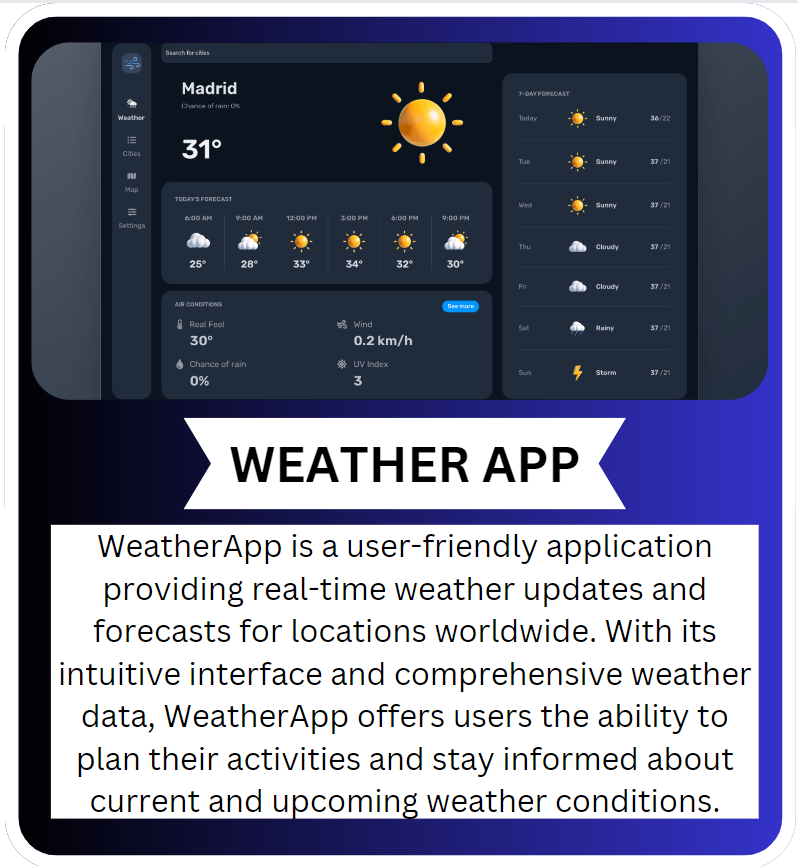 Search for cities
Weather
Cities
Map
Settings
Madrid
Chance of rain: 0%
31°
TODAY'S FORECAST
6:00 AM 9:00 AM 12:00 PM 3:00 PM 6:00 PM 9:00 PM
25° 28° 33° 34° 32° 30°
AIR CONDITIONS
See more
Real Feel
30°
Wind
0.2 km/h
Chance of rain
0%
UV Index
3
7-DAY FORECAST
Today Sunny 36/22
Tue Sunny 37/21
Wed Sunny 37/21
Thu Cloudy 37/21
Fri Cloudy 37/21
Sat Rainy 37/21
Sun Storm 37/21
WEATHER APP
WeatherApp is a user-friendly application
providing real-time weather updates and
forecasts for locations worldwide. With its
intuitive interface and comprehensive weather
data, WeatherApp offers users the ability to
plan their activities and stay informed about
current and upcoming weather conditions.